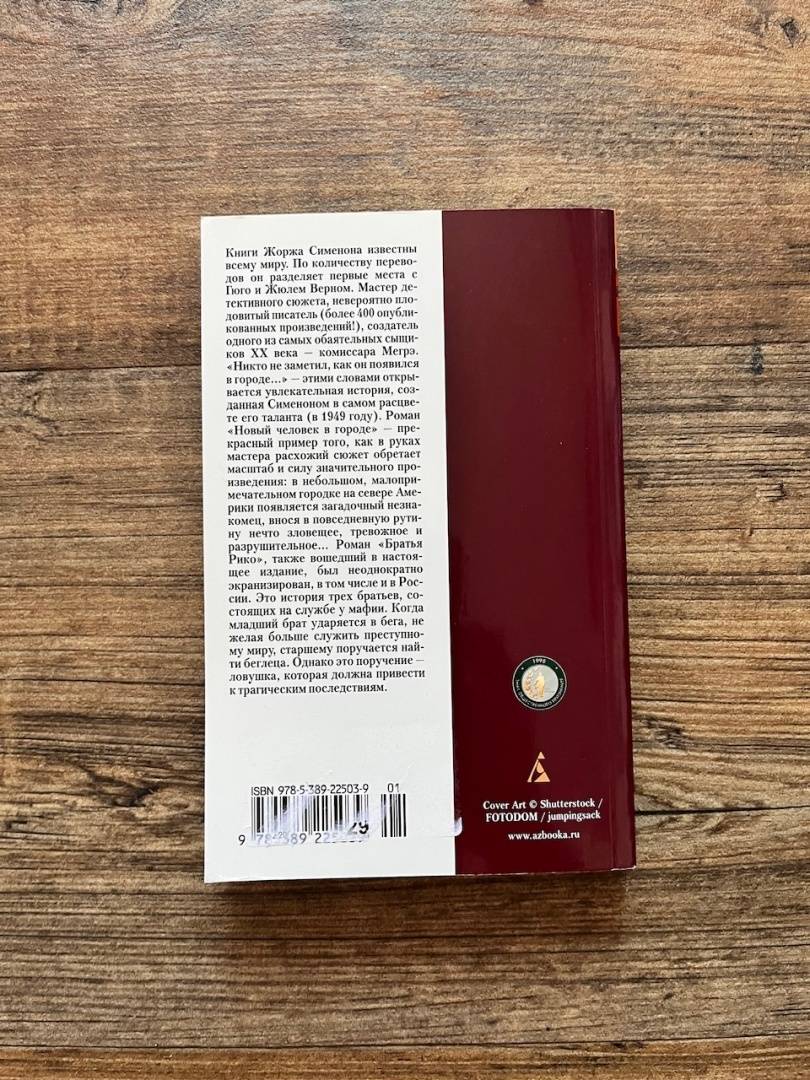 Книги Жоржа Сименона известны
всему миру. По количеству перево-
дов он разделяет первые места с
Гюго и Жюлем Верном. Мастер де-
тективного сюжета, невероятно пло-
довитый писатель (более 400 опубли-
кованных произведений!), создатель
одного из самых обаятельных сыщи-
ков XX века — комиссара Мегрэ.
«Никто не заметил, как он появился
в городе...» — этими словами откры-
вается увлекательная история, соз-
данная Сименоном в самом расцве-
те его таланта (в 1949 году). Роман
«Новый человек в городе» — пре-
красный пример того, как в руках
мастера расхожий сюжет обретает
масштаб и силу значительного про-
изведения: в небольшом, малопри-
мечательном городке на севере Аме-
рики появляется загадочный незна-
комец, внося в повседневную рути-
ну нечто зловещее, тревожное и
разрушительное... Роман «Братья
Рико», также вошедший в настоя-
щее издание, был неоднократно
экранизирован, в том числе и в Рос-
сии. Это история трех братьев, со-
стоящих на службе у мафии. Когда
младший брат ударяется в бега, не
желая больше служить преступно-
му миру, старшему поручается най-
ти беглеца. Однако это поручение —
ловушка, которая должна привести
к трагическим последствиям.
ISBN 978-5-389-22503-9
01
1995
Cover Art © Shutterstock /
FOTODOM / jumpingsack
www.azbooka.ru